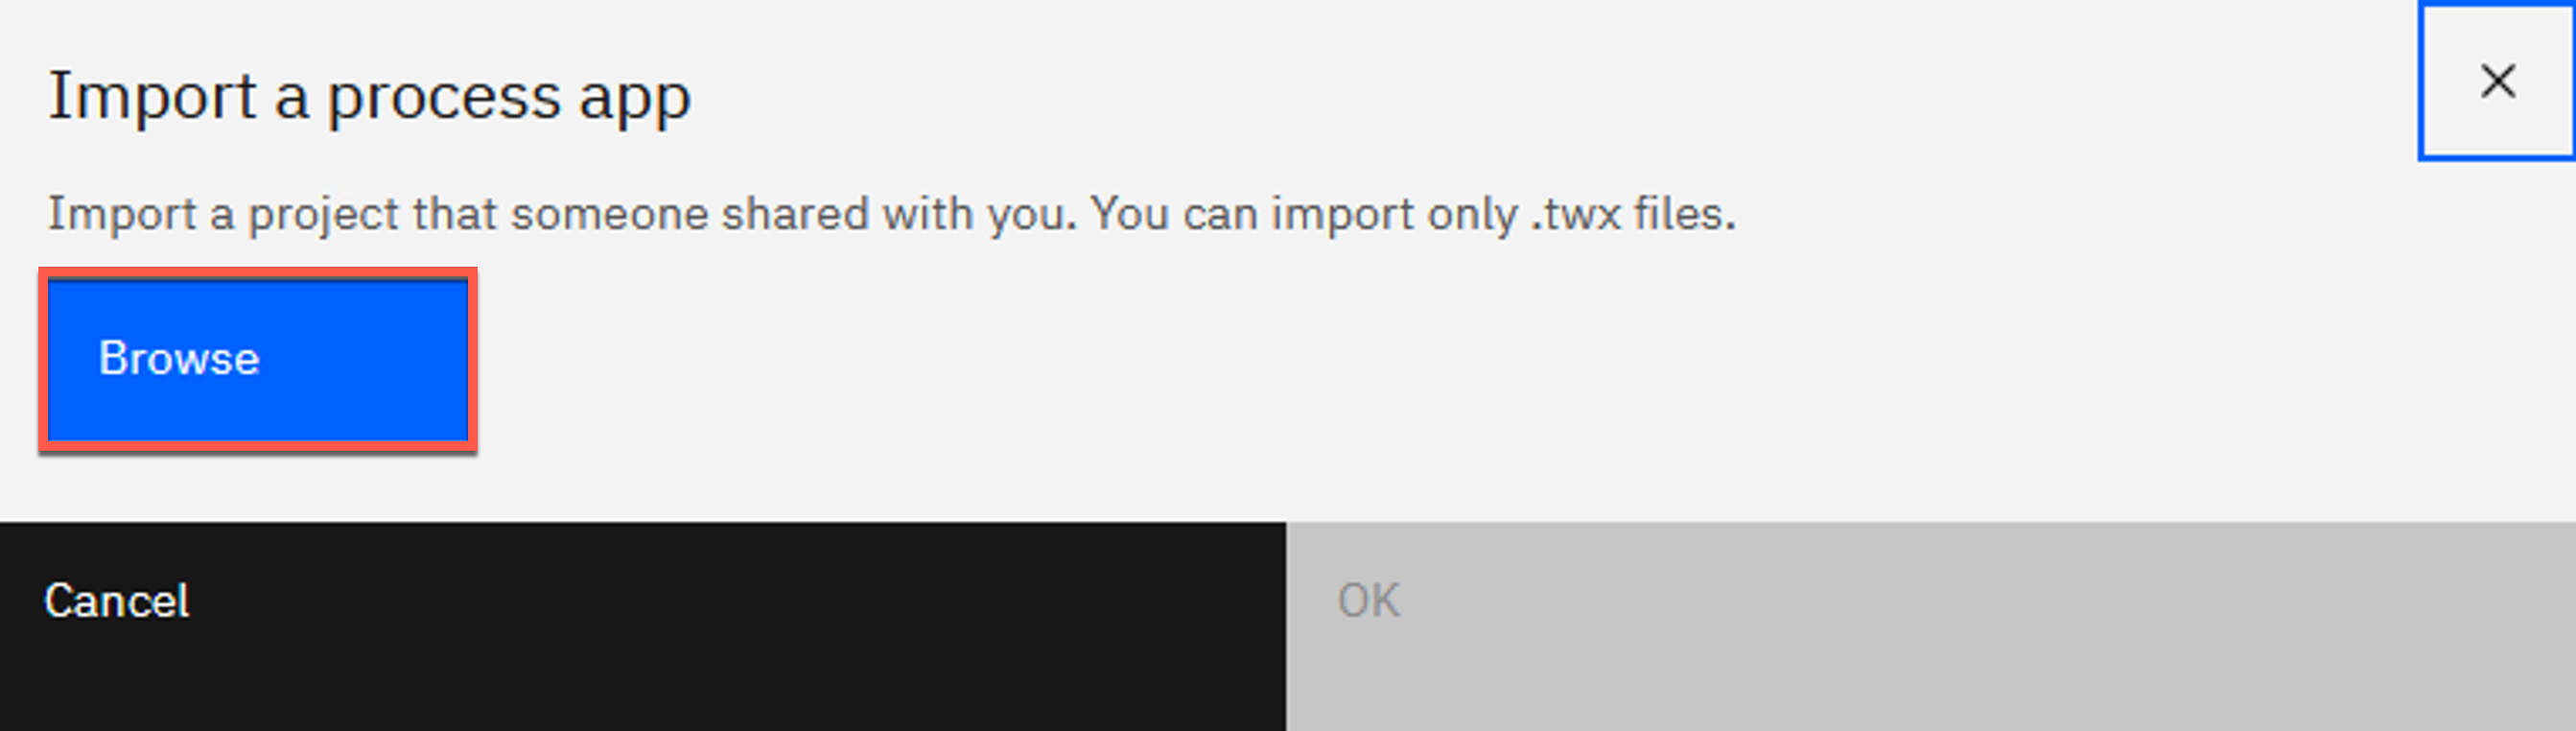 Import a process app
Import a project that someone shared with you. You can import only .twx files.
Browse
Cancel
OK